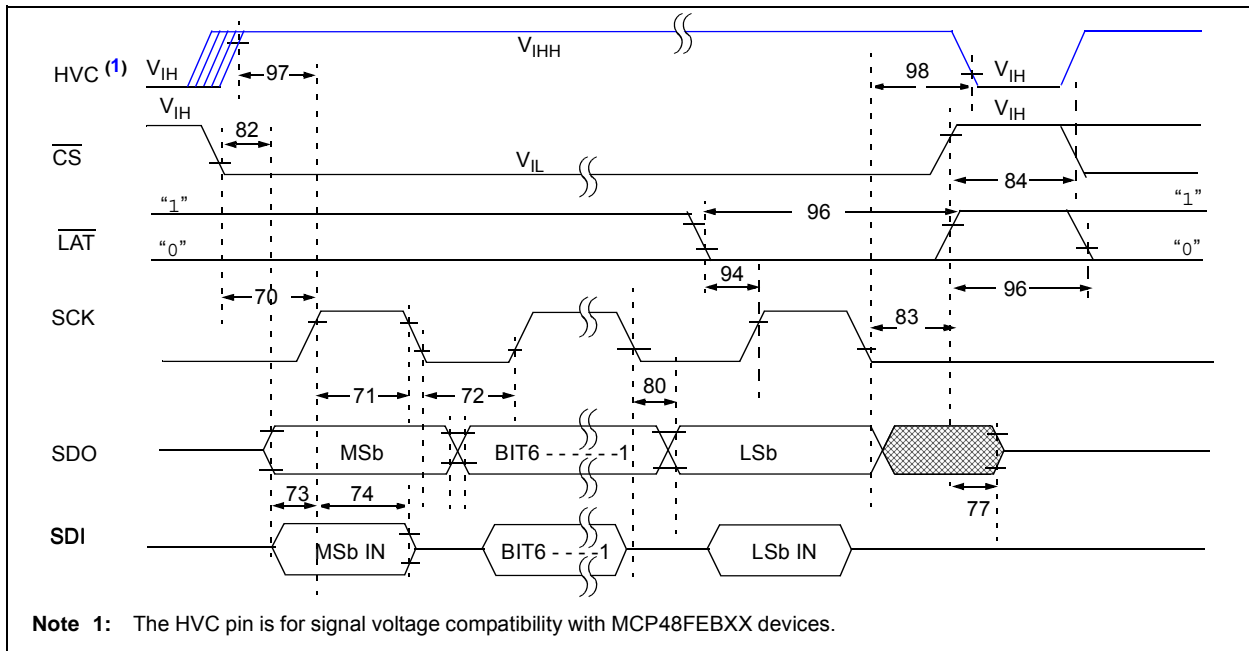 V_IHH
HVC (1)
V_IH
97
98
V_IH
V_IH
82
V_IH
CS
V_IL
84
"1"
96
"1"
LAT
"0"
"0"
94
96
70
SCK
83
71
72
80
SDO
MSb
BIT6 - - - - - -1
LSb
73
74
77
SDI
MSb IN
BIT6 - - - -1
LSb IN
Note 1: The HVC pin is for signal voltage compatibility with MCP48FEBXX devices.